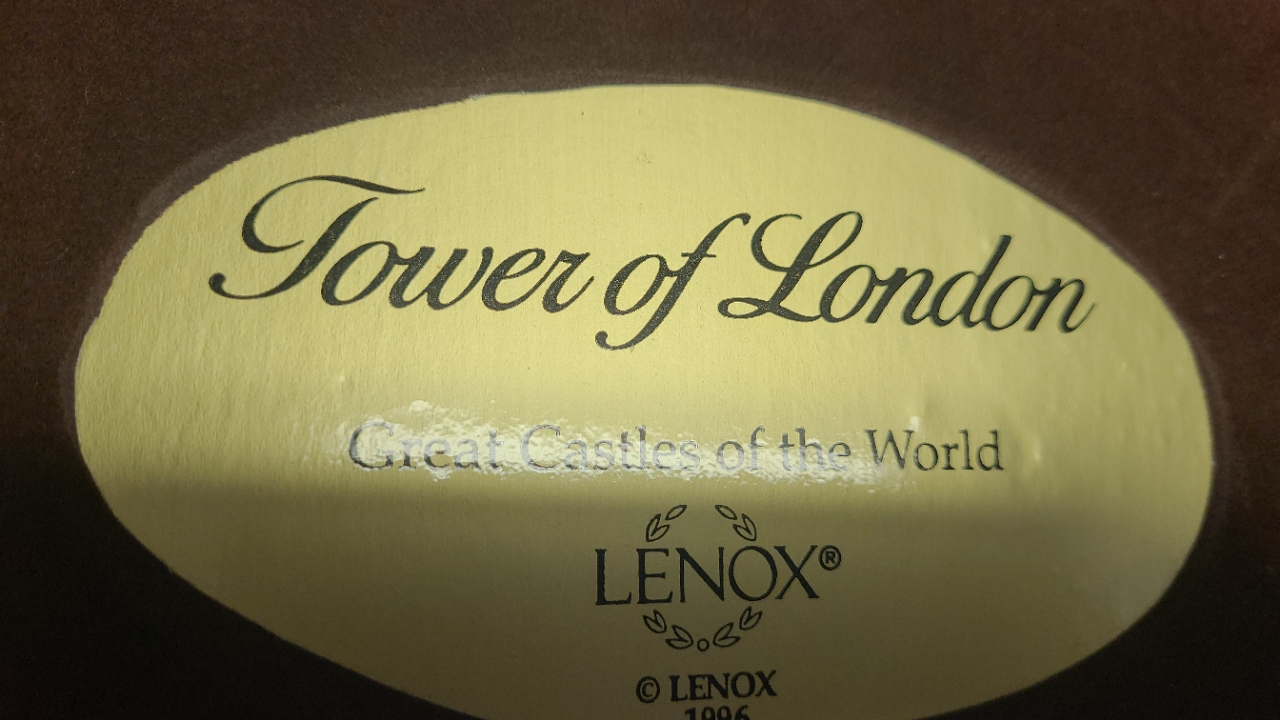 Tower of London
Great Castles of the World
LENOX®
© LENOX
1996